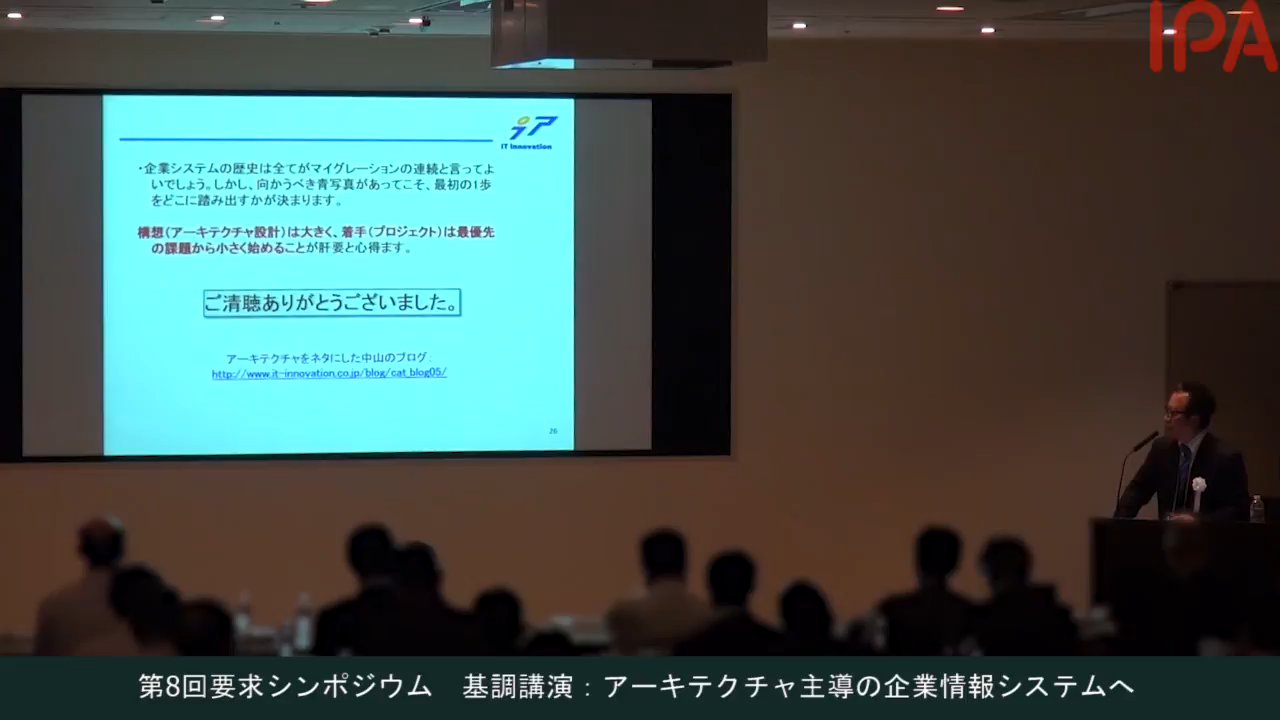 IPA
IT Innovation
・企業システムの歴史は全てがマイグレーションの連続と言ってよ
いでしょう。しかし、向かうべき青写真があってこそ、最初の1歩
をどこに踏み出すかが決まります。
構想(アーキテクチャ設計)は大きく、着手(プロジェクト)は最優先
の課題から小さく始めることが肝要と心得ます。
ご清聴ありがとうございました。
アーキテクチャをネタにした中山のブログ:
http://www.it-innovation.co.jp/blog/cat_blog05/
26
第8回要求シンポジウム 基調講演:アーキテクチャ主導の企業情報システムへ